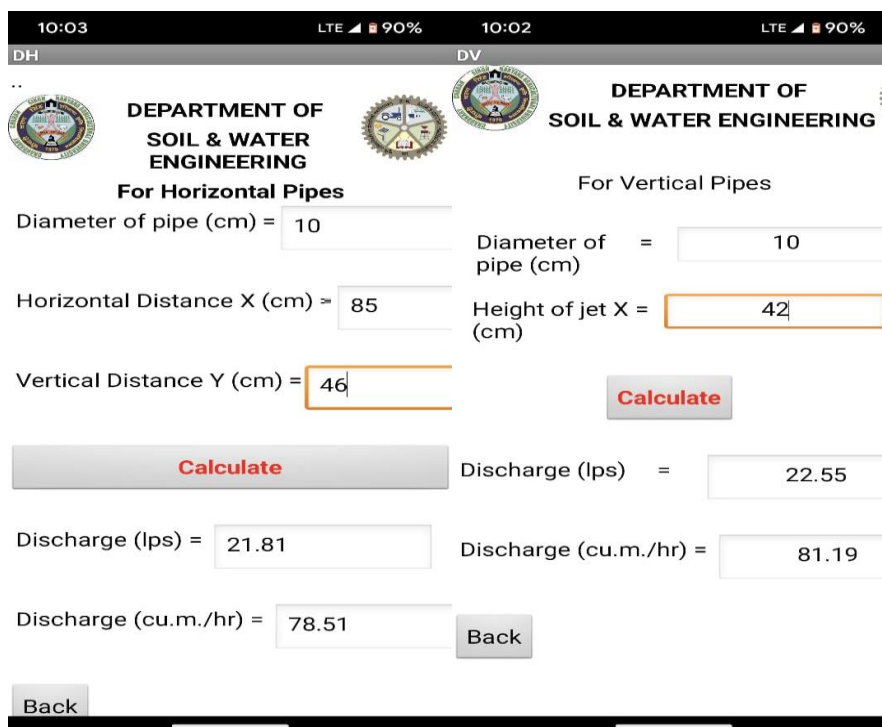 10:03 LTE 90%
DH
..
DEPARTMENT OF
SOIL & WATER
ENGINEERING
For Horizontal Pipes
Diameter of pipe (cm) = 10
Horizontal Distance X (cm) = 85
Vertical Distance Y (cm) = 46
Calculate
Discharge (lps) = 21.81
Discharge (cu.m./hr) = 78.51
Back
10:02 LTE 90%
DV
DEPARTMENT OF
SOIL & WATER ENGINEERING
For Vertical Pipes
Diameter of = 10
pipe (cm)
Height of jet X = 42
(cm)
Calculate
Discharge (lps) = 22.55
Discharge (cu.m./hr) = 81.19
Back